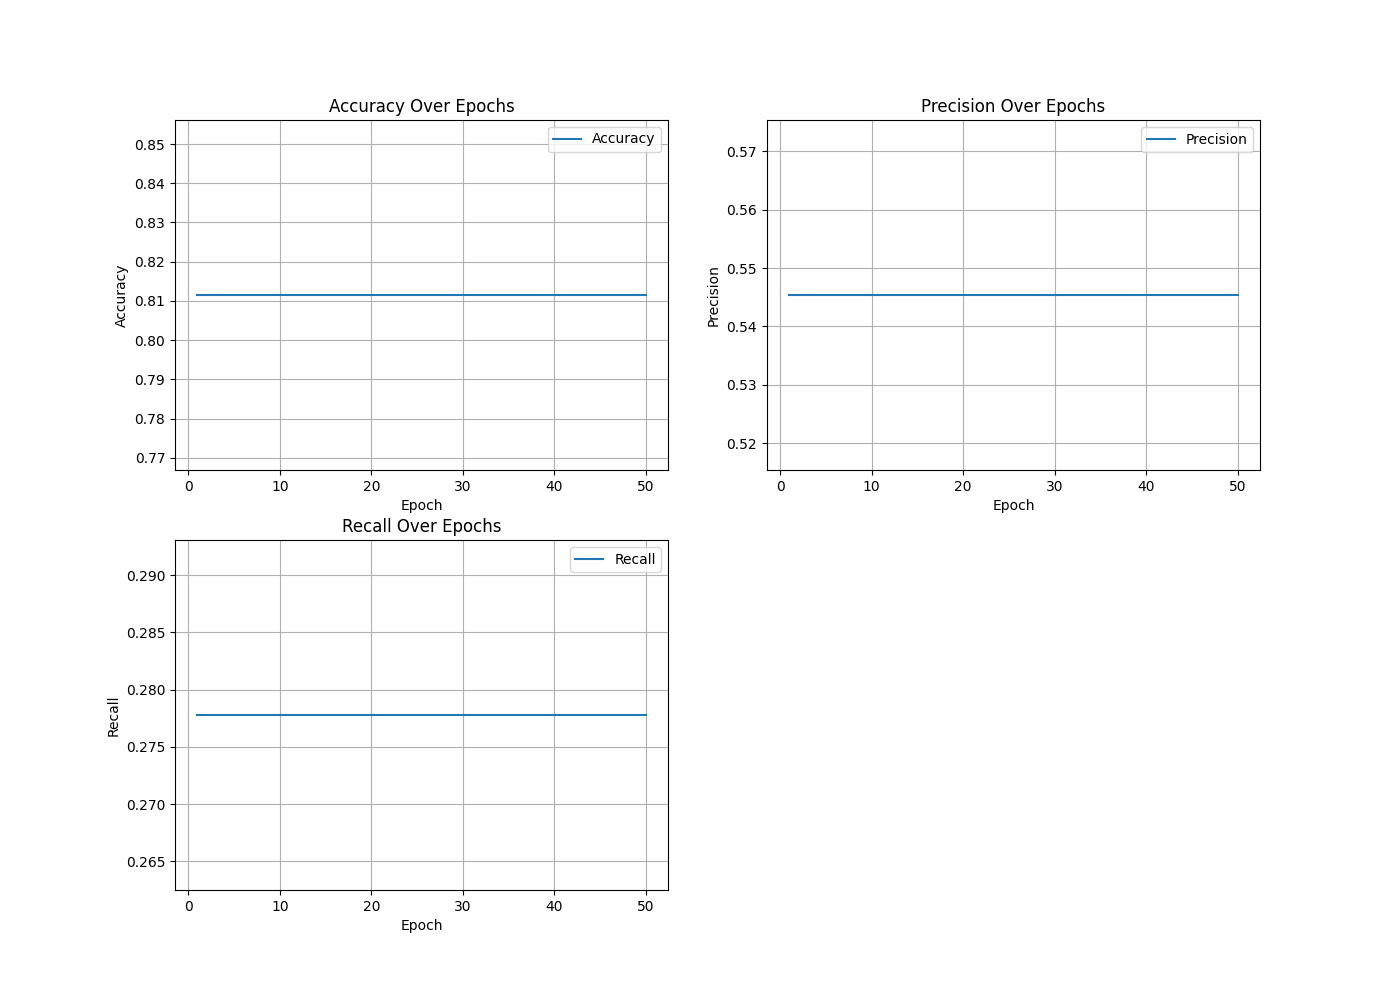 Accuracy Over Epochs
Accuracy
0.85
0.84
0.83
0.82
0.81
0.80
0.79
0.78
0.77
Accuracy
0 10 20 30 40 50
Epoch
Precision Over Epochs
Precision
0.57
0.56
0.55
0.54
0.53
0.52
Precision
0 10 20 30 40 50
Epoch
Recall Over Epochs
Recall
0.290
0.285
0.280
0.275
0.270
0.265
Recall
0 10 20 30 40 50
Epoch